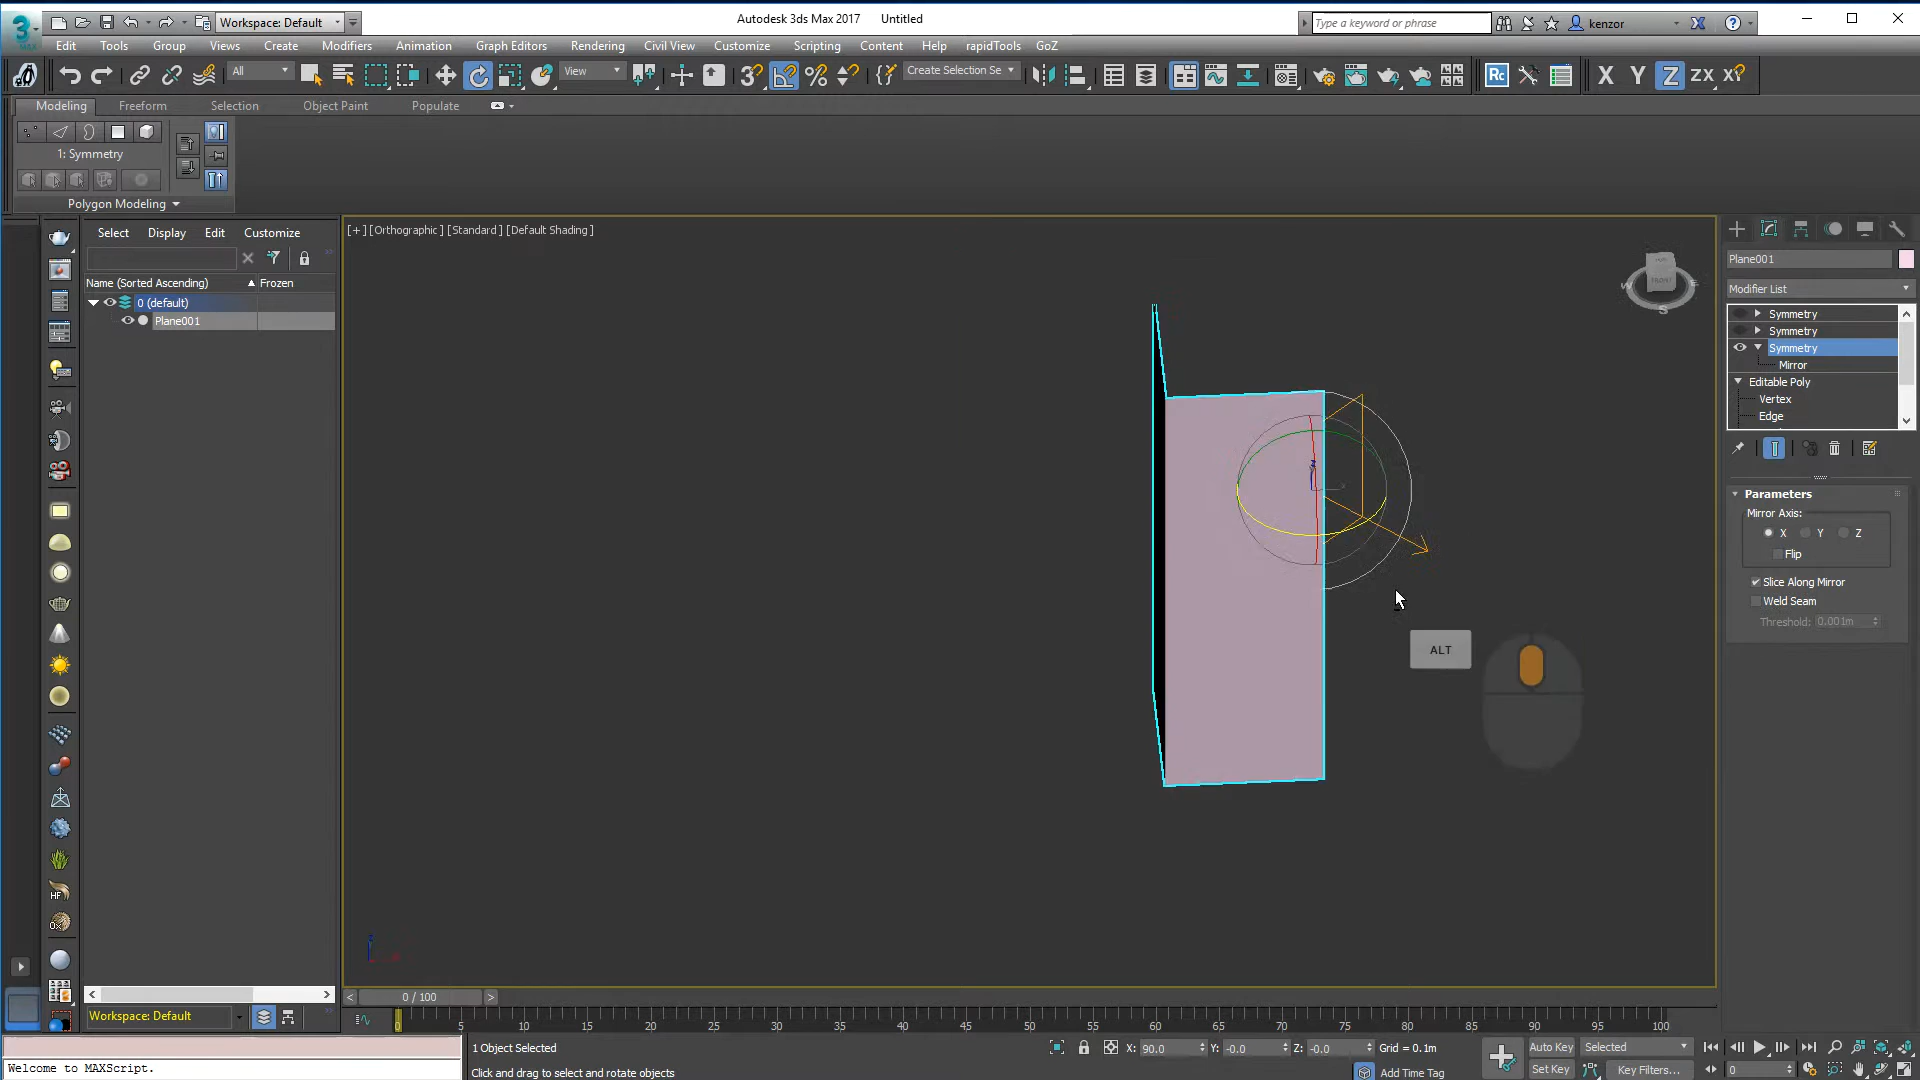 Workspace: Default
Autodesk 3ds Max 2017 Untitled
Type a keyword or phrase
kenzor
Edit Tools Group Views Create Modifiers Animation Graph Editors Rendering Civil View Customize Scripting Content Help rapidTools GoZ
All
View
Create Selection Se
Rc
X Y Z ZX XY
Modeling Freeform Selection Object Paint Populate
1: Symmetry
Polygon Modeling
Select Display Edit Customize
Name (Sorted Ascending) Frozen
0 (default)
Plane001
[+] [Orthographic] [Standard] [Default Shading]
Plane001
Modifier List
Symmetry
Symmetry
Symmetry
Mirror
Editable Poly
Vertex
Edge
Parameters
Mirror Axis:
X Y Z
Flip
Slice Along Mirror
Weld Seam
Threshold: 0.001m
ALT
Workspace: Default
0 / 100
0 5 10 15 20 25 30 35 40 45 50 55 60 65 70 75 80 85 90 95 100
1 Object Selected
X: 90.0 Y: -0.0 Z: -0.0 Grid = 0.1m
Auto Key Selected
Welcome to MAXScript.
Click and drag to select and rotate objects
Add Time Tag
Set Key Key Filters... 0